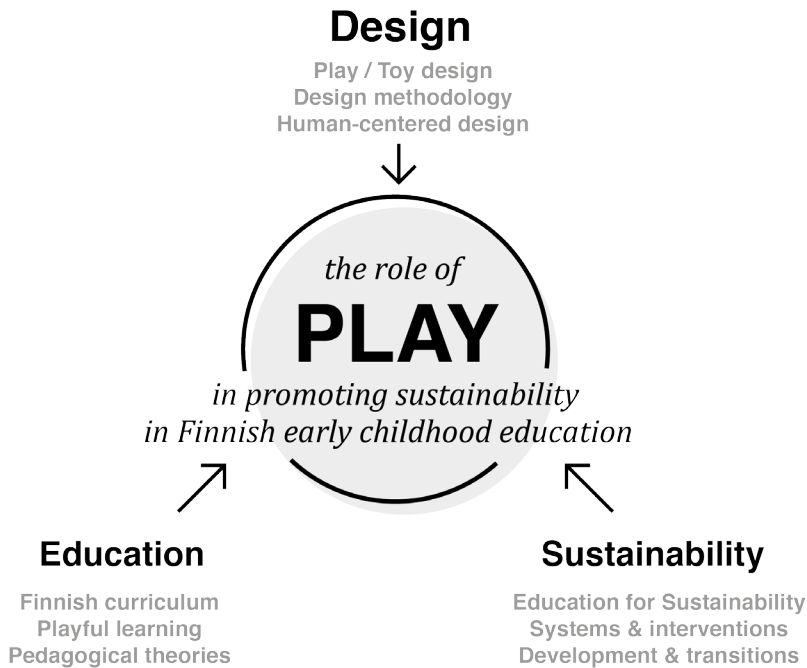 Design
Play / Toy design
Design methodology
Human-centered design
the role of
PLAY
in promoting sustainability
in Finnish early childhood education
Education
Finnish curriculum
Playful learning
Pedagogical theories
Sustainability
Education for Sustainability
Systems & interventions
Development & transitions